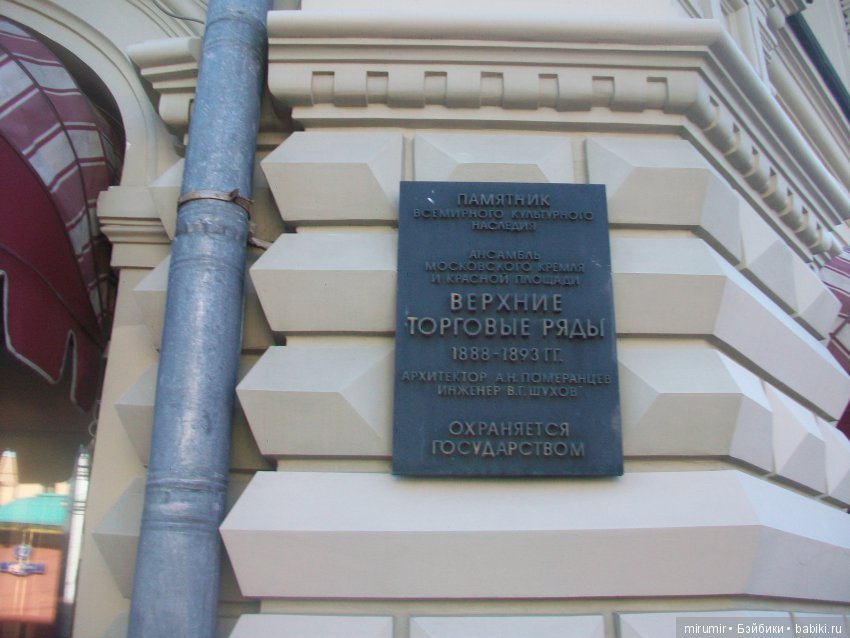 ПАМЯТНИК
ВСЕМИРНОГО КУЛЬТУРНОГО
НАСЛЕДИЯ
АНСАМБЛЬ
МОСКОВСКОГО КРЕМЛЯ
И КРАСНОЙ ПЛОЩАДИ
ВЕРХНИЕ
ТОРГОВЫЕ РЯДЫ
1888-1893 ГГ.
АРХИТЕКТОР А.Н. ПОМЕРАНЦЕВ
ИНЖЕНЕР В.Г. ШУХОВ
ОХРАНЯЕТСЯ
ГОСУДАРСТВОМ
mirumir • Бэйбики • babiki.ru